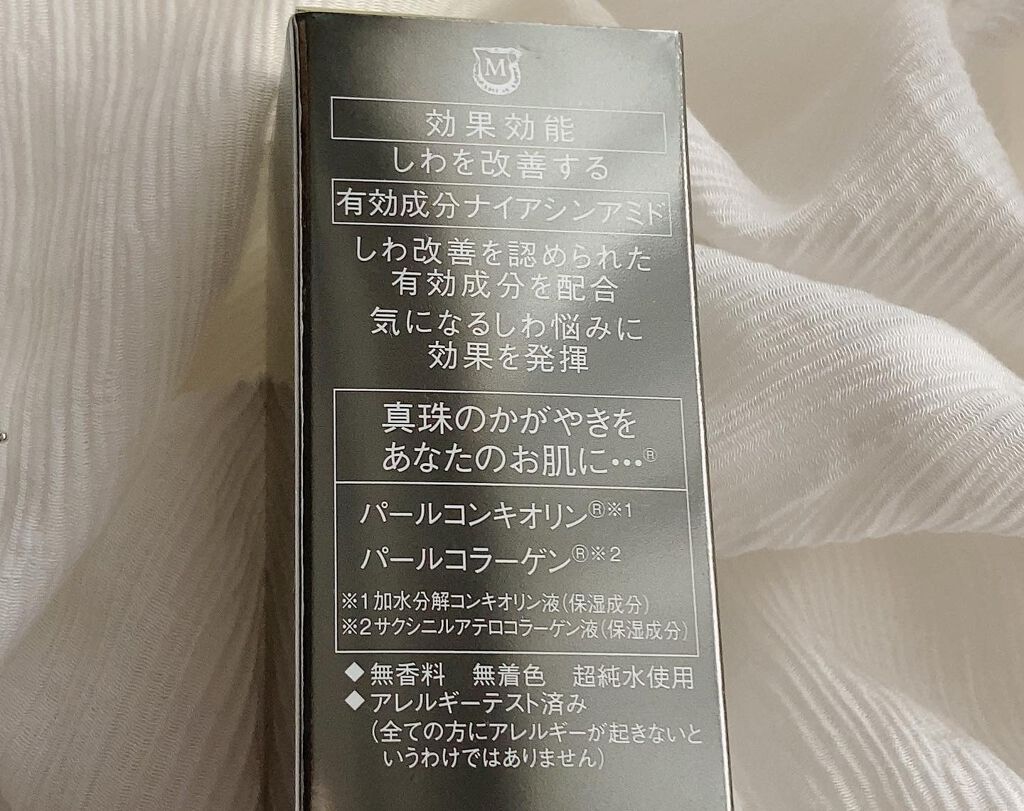 M
効果効能
しわを改善する
有効成分ナイアシンアミド
しわ改善を認められた
有効成分を配合
気になるしわ悩みに
効果を発揮
真珠のかがやきを
あなたのお肌に…®
パールコンキオリン®※1
パールコラーゲン®※2
※1加水分解コンキオリン液(保湿成分)
※2サクシニルアテロコラーゲン液(保湿成分)
◆無香料 無着色 超純水使用
◆アレルギーテスト済み
(全ての方にアレルギーが起きないと
いうわけではありません)